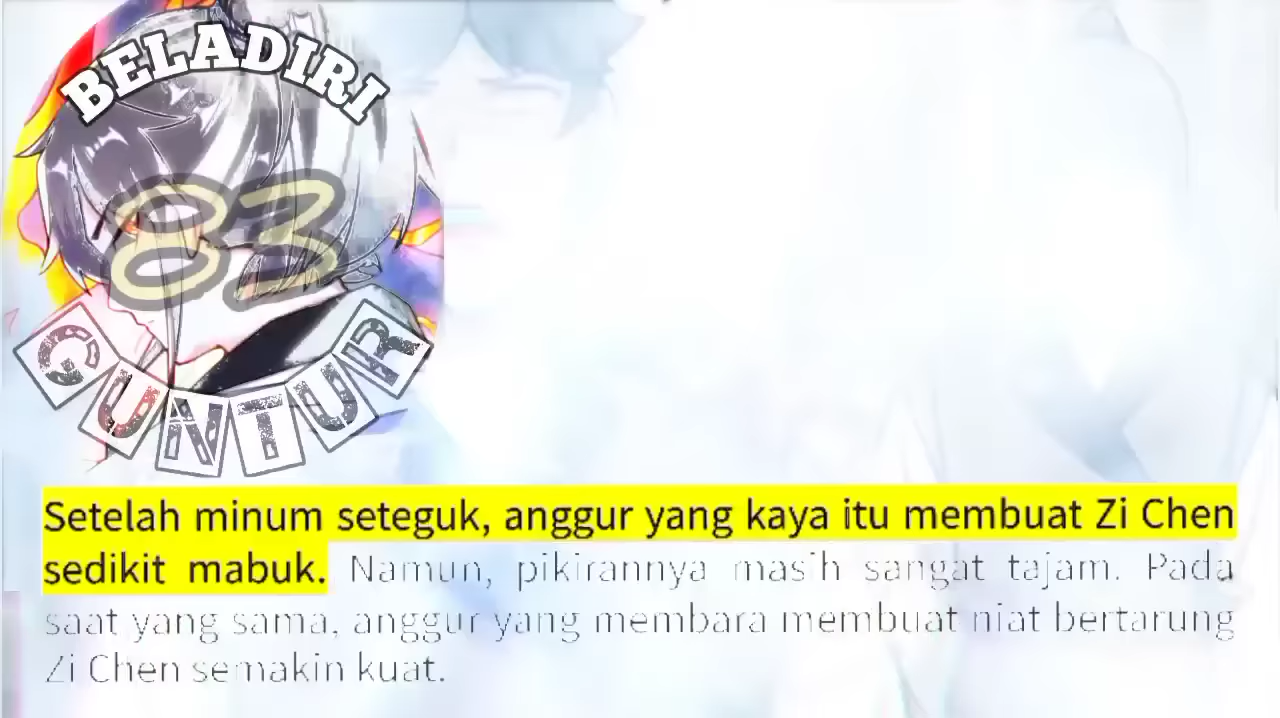 BELADIRI
83
GUNTUR
Setelah minum seteguk, anggur yang kaya itu membuat Zi Chen
sedikit mabuk. Namun, pikirannya masih sangat tajam. Pada
saat yang sama, anggur yang membara membuat niat bertarung
Zi Chen semakin kuat.